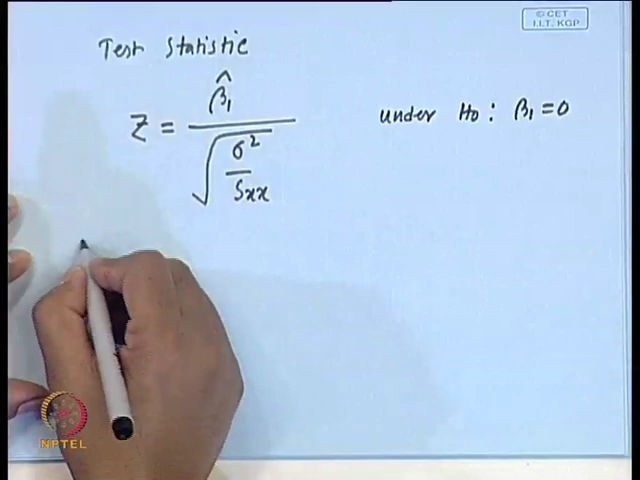 © CET
I.I.T. KGP
Test Statistic
Z = β̂₁ / √(σ² / Sxx)
under H0 : β₁ = 0
NPTEL